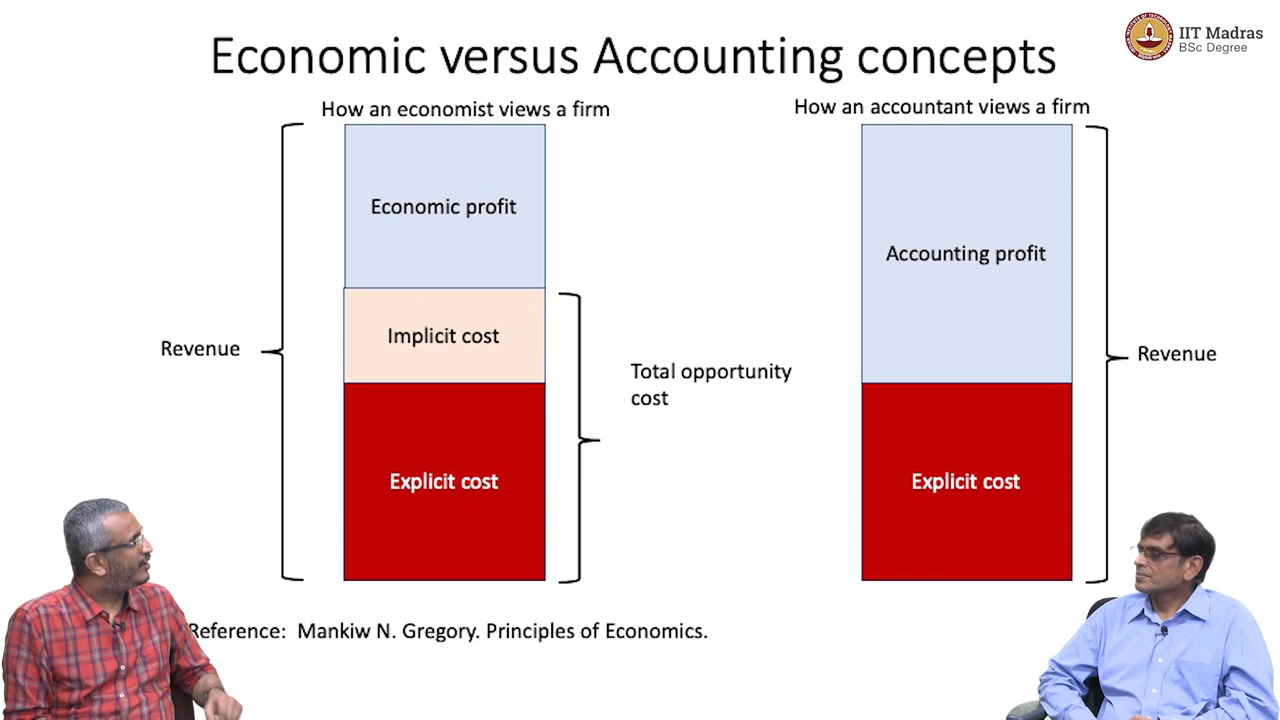 IIT Madras
BSc Degree
Economic versus Accounting concepts
How an economist views a firm
How an accountant views a firm
Economic profit
Implicit cost
Explicit cost
Revenue
Total opportunity
cost
Accounting profit
Explicit cost
Revenue
Reference: Mankiw N. Gregory. Principles of Economics.